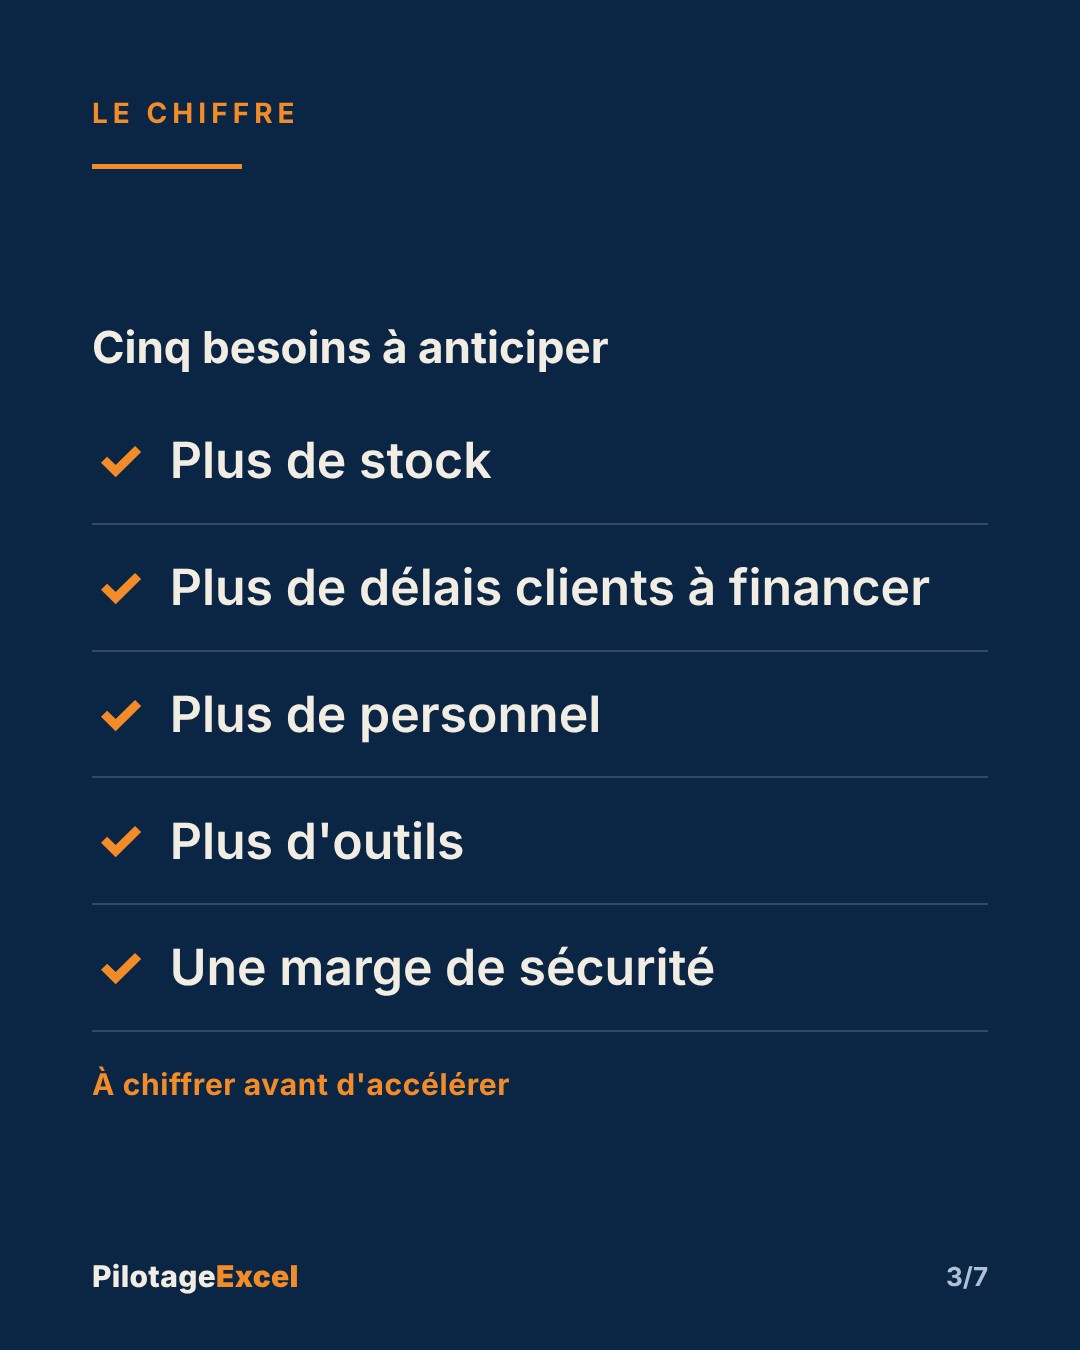 LE CHIFFRE
Cinq besoins à anticiper
Plus de stock
Plus de délais clients à financer
Plus de personnel
Plus d'outils
Une marge de sécurité
À chiffrer avant d'accélérer
PilotageExcel
3/7